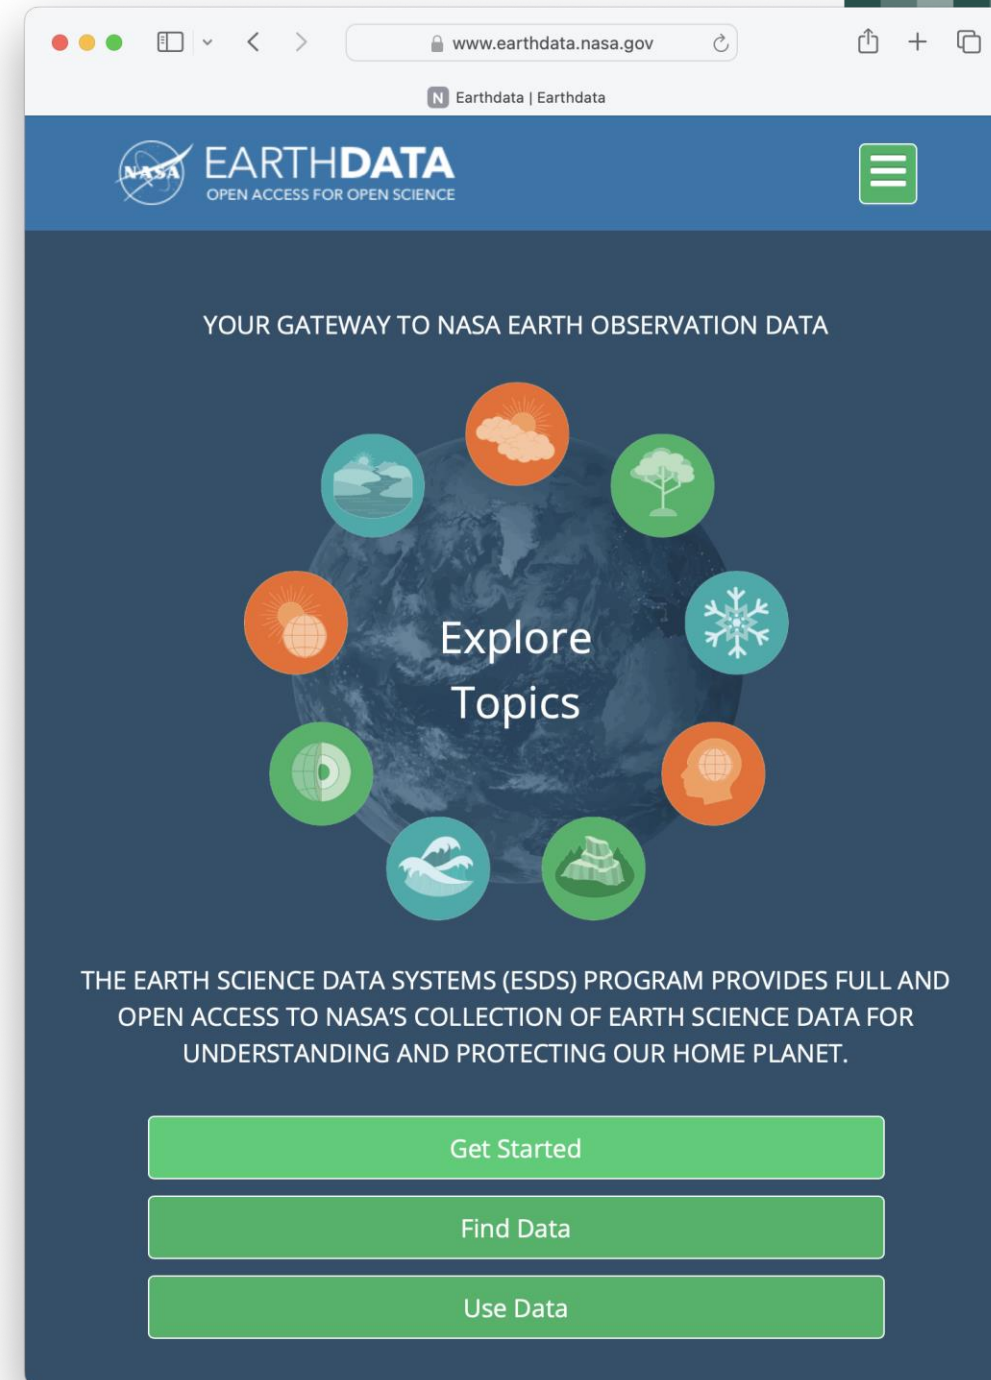 www.earthdata.nasa.gov
N Earthdata | Earthdata
NASA
EARTHDATA
OPEN ACCESS FOR OPEN SCIENCE
YOUR GATEWAY TO NASA EARTH OBSERVATION DATA
Explore
Topics
THE EARTH SCIENCE DATA SYSTEMS (ESDS) PROGRAM PROVIDES FULL AND
OPEN ACCESS TO NASA'S COLLECTION OF EARTH SCIENCE DATA FOR
UNDERSTANDING AND PROTECTING OUR HOME PLANET.
Get Started
Find Data
Use Data